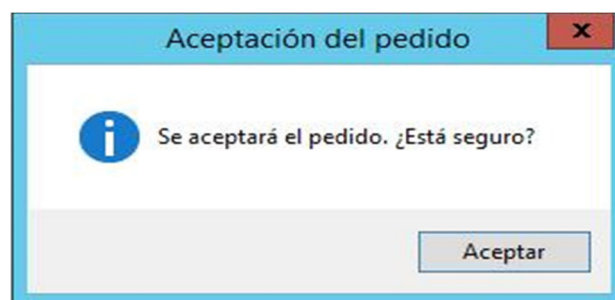 Aceptación del pedido
Se aceptará el pedido. ¿Está seguro?
Aceptar